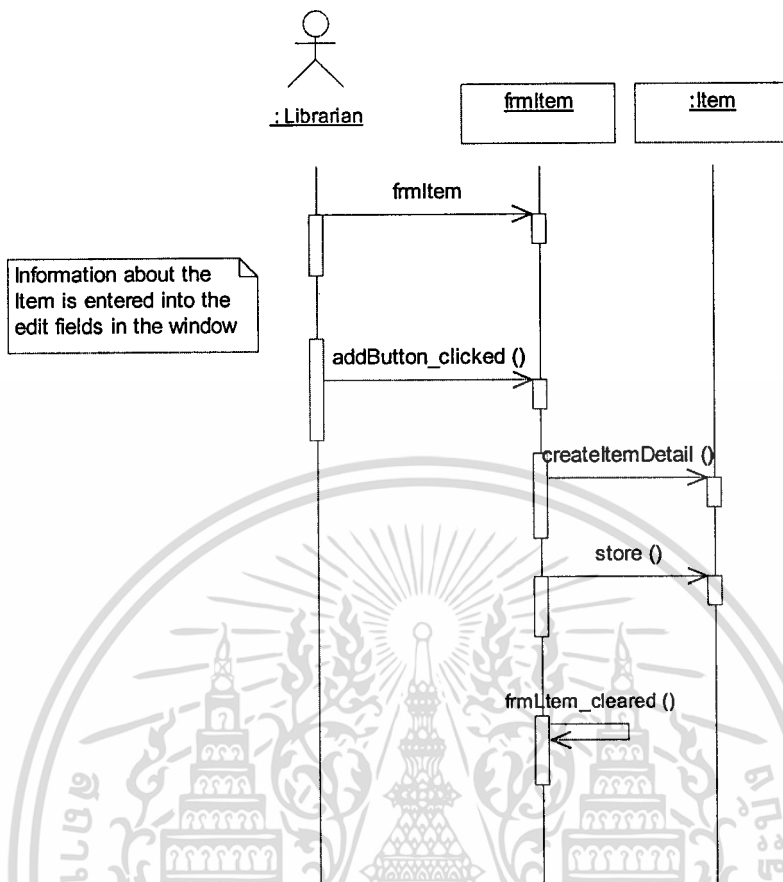 : Librarian
frmItem
:Item
frmItem
Information about the
Item is entered into the
edit fields in the window
addButton_clicked ()
createItemDetail ()
store ()
frmLtem_cleared ()